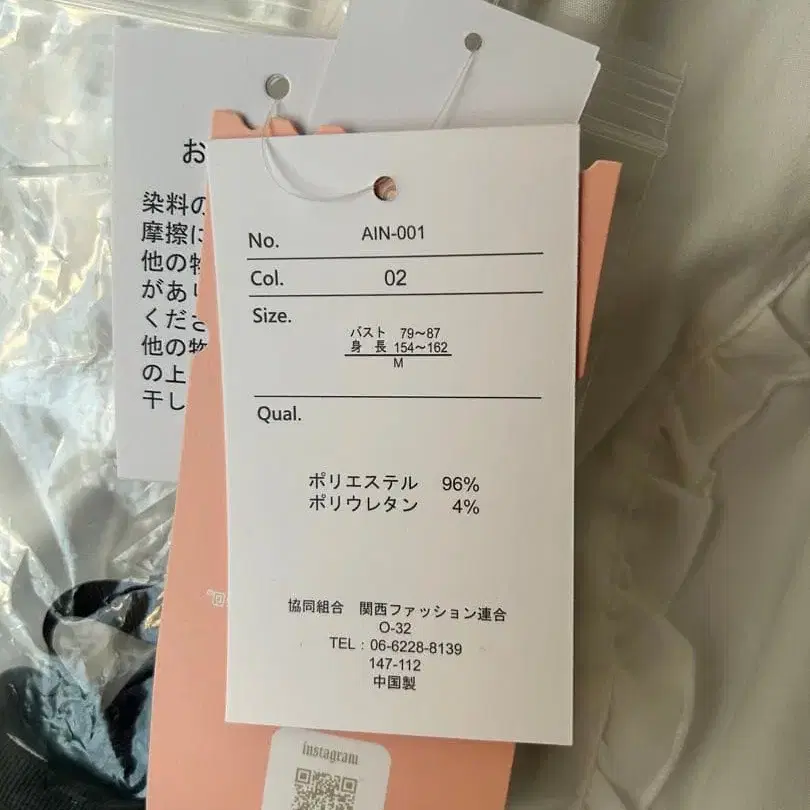 お
染料の
摩擦に
他の物
があり
くださ
他の物
の上
干し
No. AIN-001
Col. 02
Size.
バスト 79〜87
身 長 154〜162
M
Qual.
ポリエステル 96%
ポリウレタン 4%
協同組合 関西ファッション連合
O-32
TEL：06-6228-8139
147-112
中国製
instagram